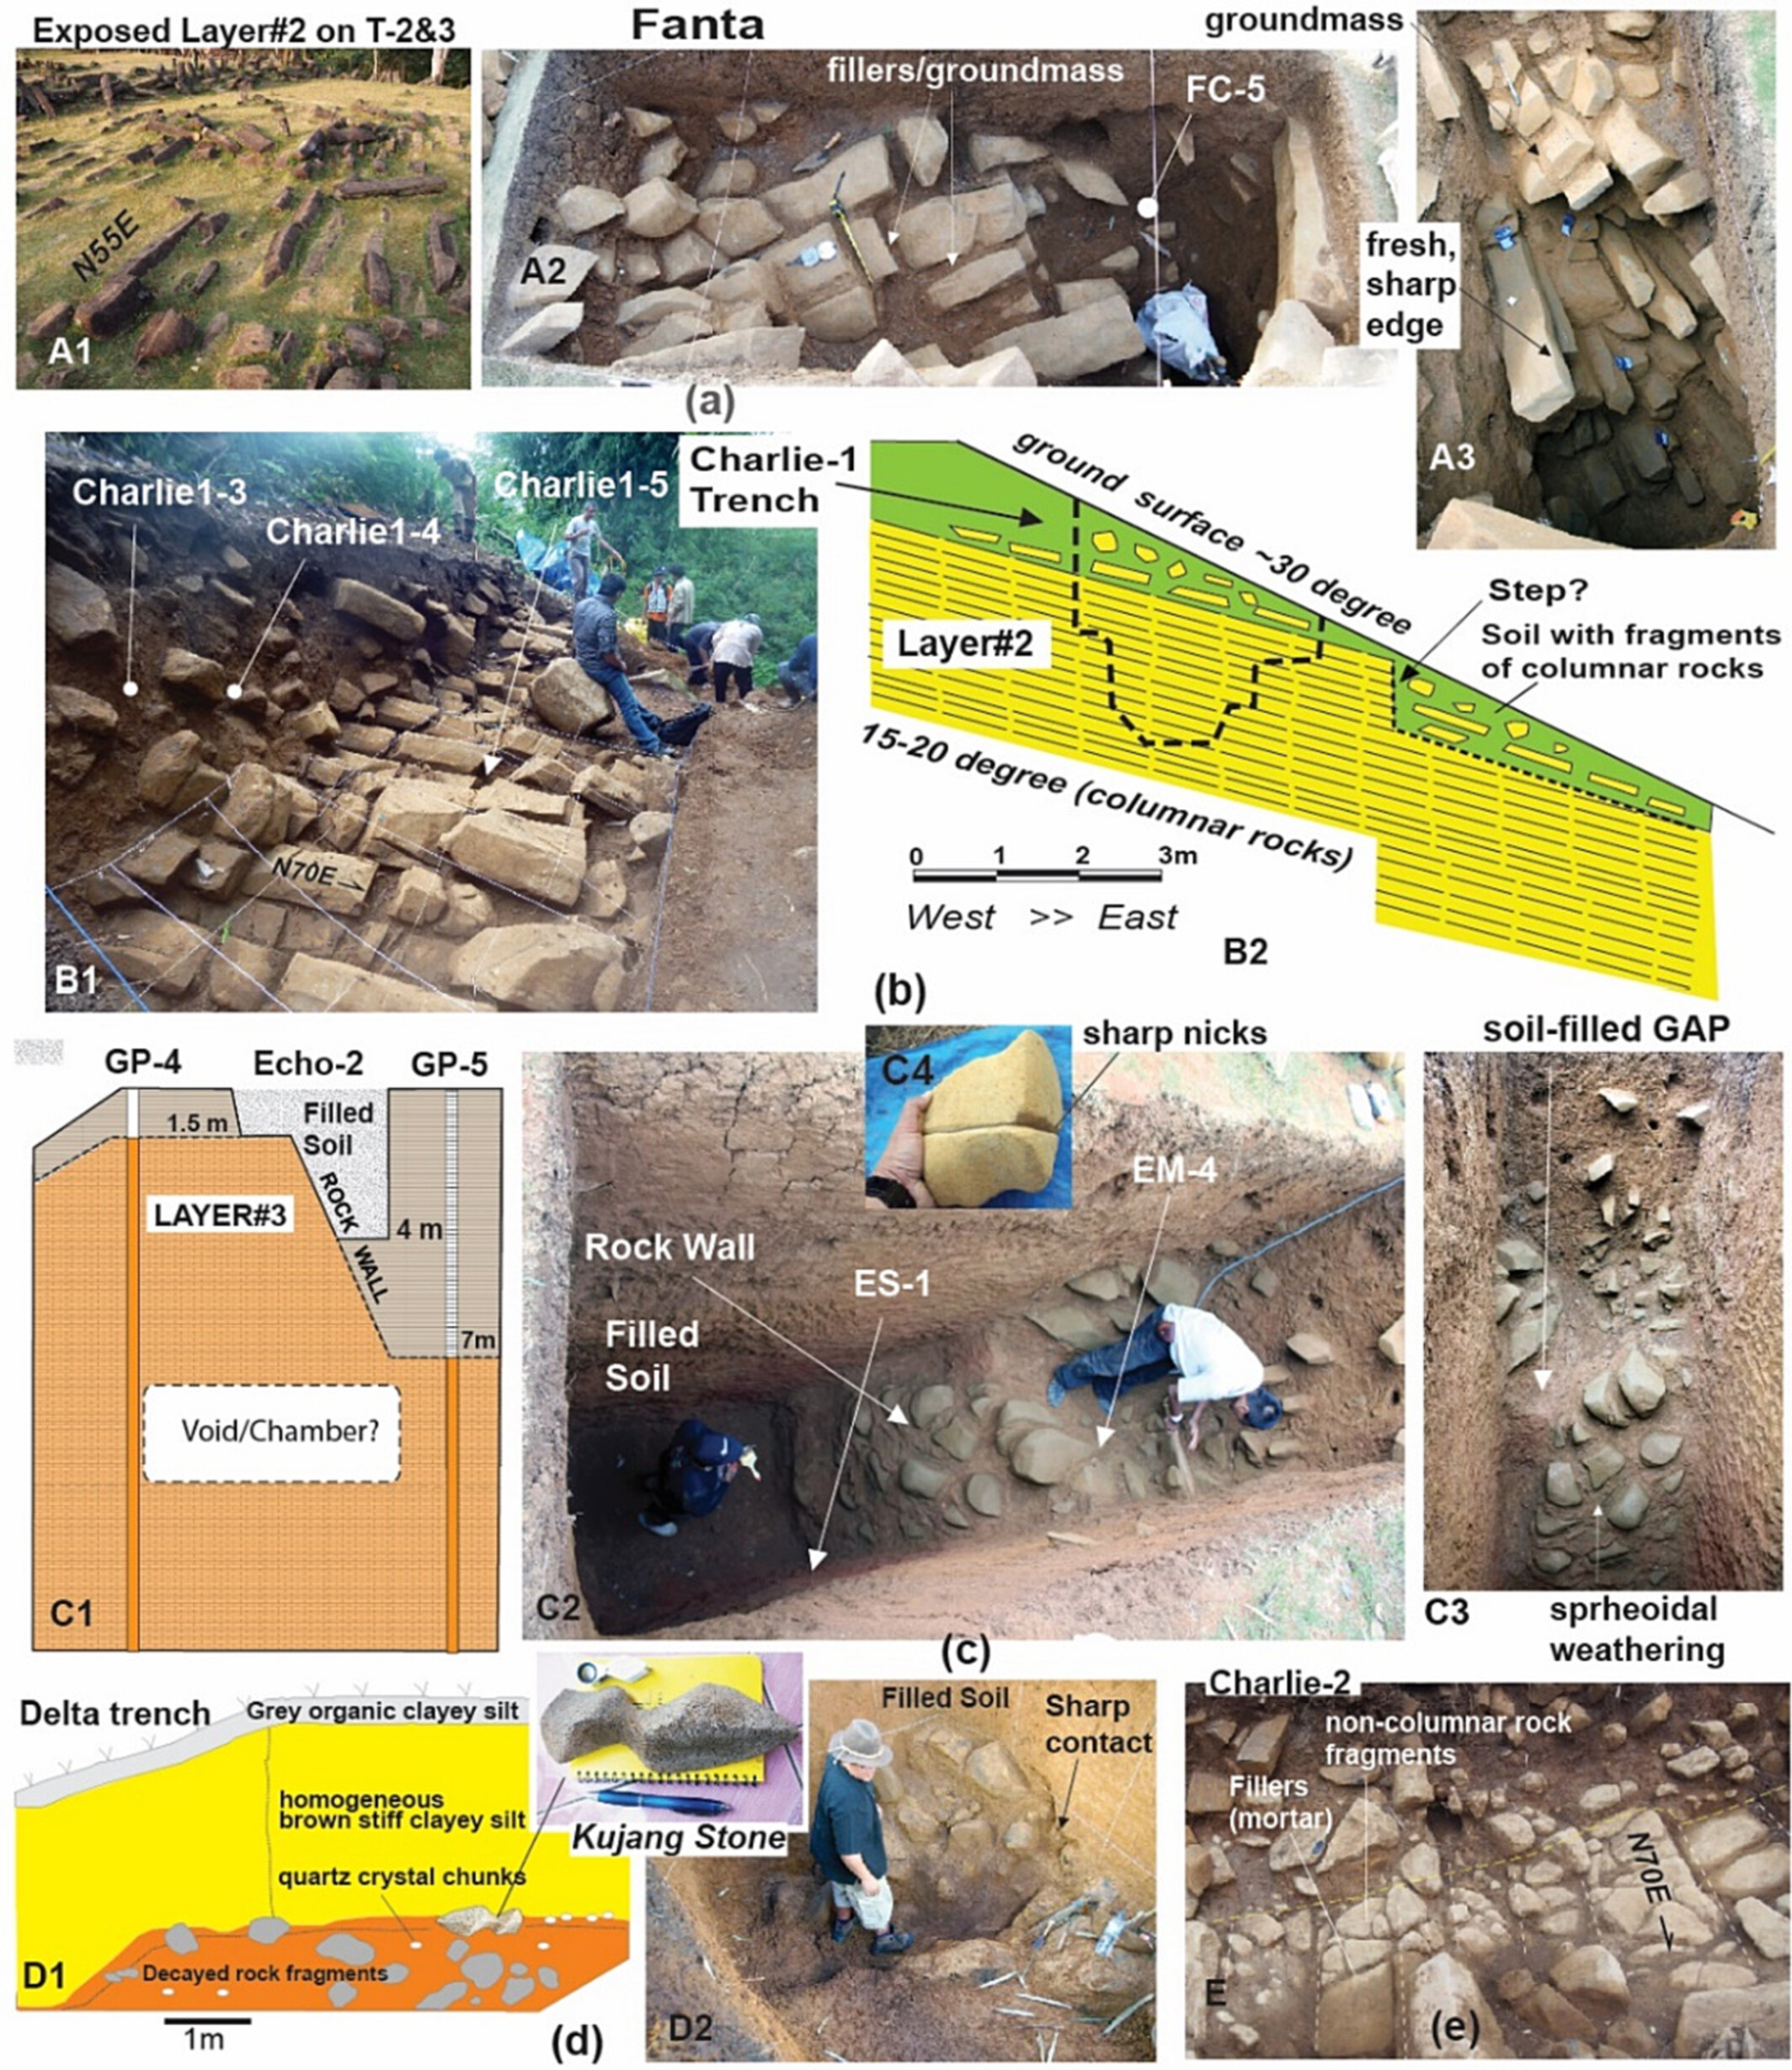 Exposed Layer#2 on T-2&3
N55E
A1
Fanta
fillers/groundmass
FC-5
A2
groundmass
fresh,
sharp
edge
A3
(a)
Charlie1-3
Charlie1-4
Charlie1-5
N70E
B1
Charlie-1
Trench
ground surface ~30 degree
Layer#2
Step?
Soil with fragments
of columnar rocks
15-20 degree (columnar rocks)
0 1 2 3m
West >> East
B2
(b)
GP-4
Echo-2
GP-5
1.5 m
Filled
Soil
ROCK
WALL
LAYER#3
4 m
7m
Void/Chamber?
C1
C4
sharp nicks
EM-4
Rock Wall
ES-1
Filled
Soil
C2
soil-filled GAP
C3
sprheoidal
weathering
(c)
Delta trench
Grey organic clayey silt
homogeneous
brown stiff clayey silt
quartz crystal chunks
Decayed rock fragments
D1
1m
Kujang Stone
(d)
Filled Soil
Sharp
contact
D2
Charlie-2
non-columnar rock
fragments
Fillers
(mortar)
N70E
E
(e)